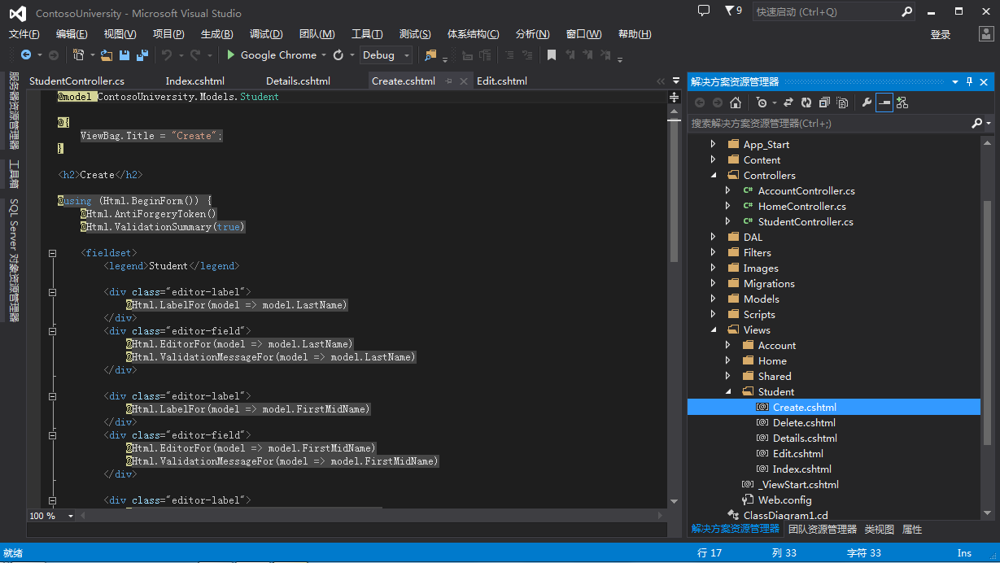 ContosoUniversity - Microsoft Visual Studio
9
快速启动 (Ctrl+Q)
文件(F) 编辑(E) 视图(V) 项目(P) 生成(B) 调试(D) 团队(M) 工具(T) 测试(S) 体系结构(C) 分析(N) 窗口(W) 帮助(H)
登录
Google Chrome
Debug
服务器资源管理器
工具箱
SQL Server 对象资源管理器
StudentController.cs Index.cshtml Details.cshtml Create.cshtml Edit.cshtml
@model ContosoUniversity.Models.Student
@{
ViewBag.Title = "Create";
}
<h2>Create</h2>
@using (Html.BeginForm()) {
@Html.AntiForgeryToken()
@Html.ValidationSummary(true)
<fieldset>
<legend>Student</legend>
<div class="editor-label">
@Html.LabelFor(model => model.LastName)
</div>
<div class="editor-field">
@Html.EditorFor(model => model.LastName)
@Html.ValidationMessageFor(model => model.LastName)
</div>
<div class="editor-label">
@Html.LabelFor(model => model.FirstMidName)
</div>
<div class="editor-field">
@Html.EditorFor(model => model.FirstMidName)
@Html.ValidationMessageFor(model => model.FirstMidName)
</div>
<div class="editor-label">
100 %
解决方案资源管理器
搜索解决方案资源管理器(Ctrl+;)
App_Start
Content
Controllers
C# AccountController.cs
C# HomeController.cs
C# StudentController.cs
DAL
Filters
Images
Migrations
Models
Scripts
Views
Account
Home
Shared
Student
[@] Create.cshtml
[@] Delete.cshtml
[@] Details.cshtml
[@] Edit.cshtml
[@] Index.cshtml
[@] _ViewStart.cshtml
Web.config
ClassDiagram1.cd
解决方案资源管理器 团队资源管理器 类视图 属性
就绪
行 17 列 33 字符 33 Ins